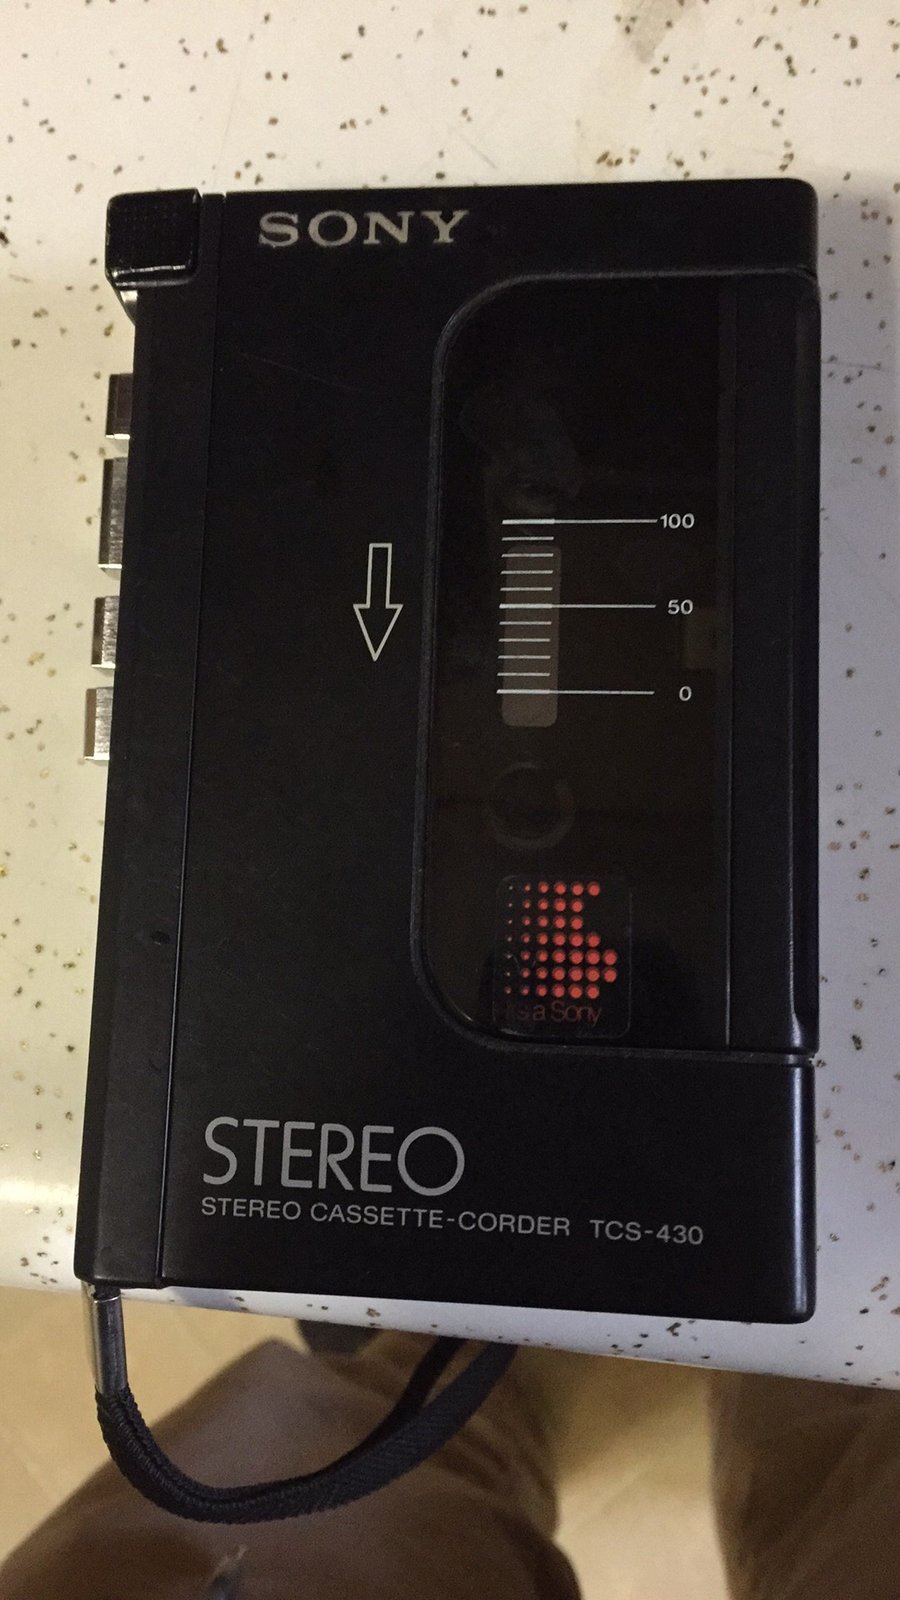 SONY
100
50
0
It's a Sony
STEREO
STEREO CASSETTE-CORDER TCS-430